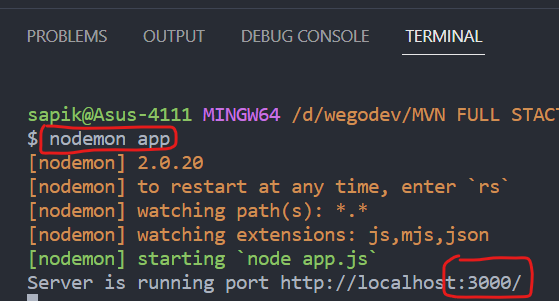 PROBLEMS OUTPUT DEBUG CONSOLE TERMINAL
sapik@Asus-4111 MINGW64 /d/wegodev/MVN FULL STACT
$ nodemon app
[nodemon] 2.0.20
[nodemon] to restart at any time, enter `rs`
[nodemon] watching path(s): *.*
[nodemon] watching extensions: js,mjs,json
[nodemon] starting `node app.js`
Server is running port http://localhost:3000/